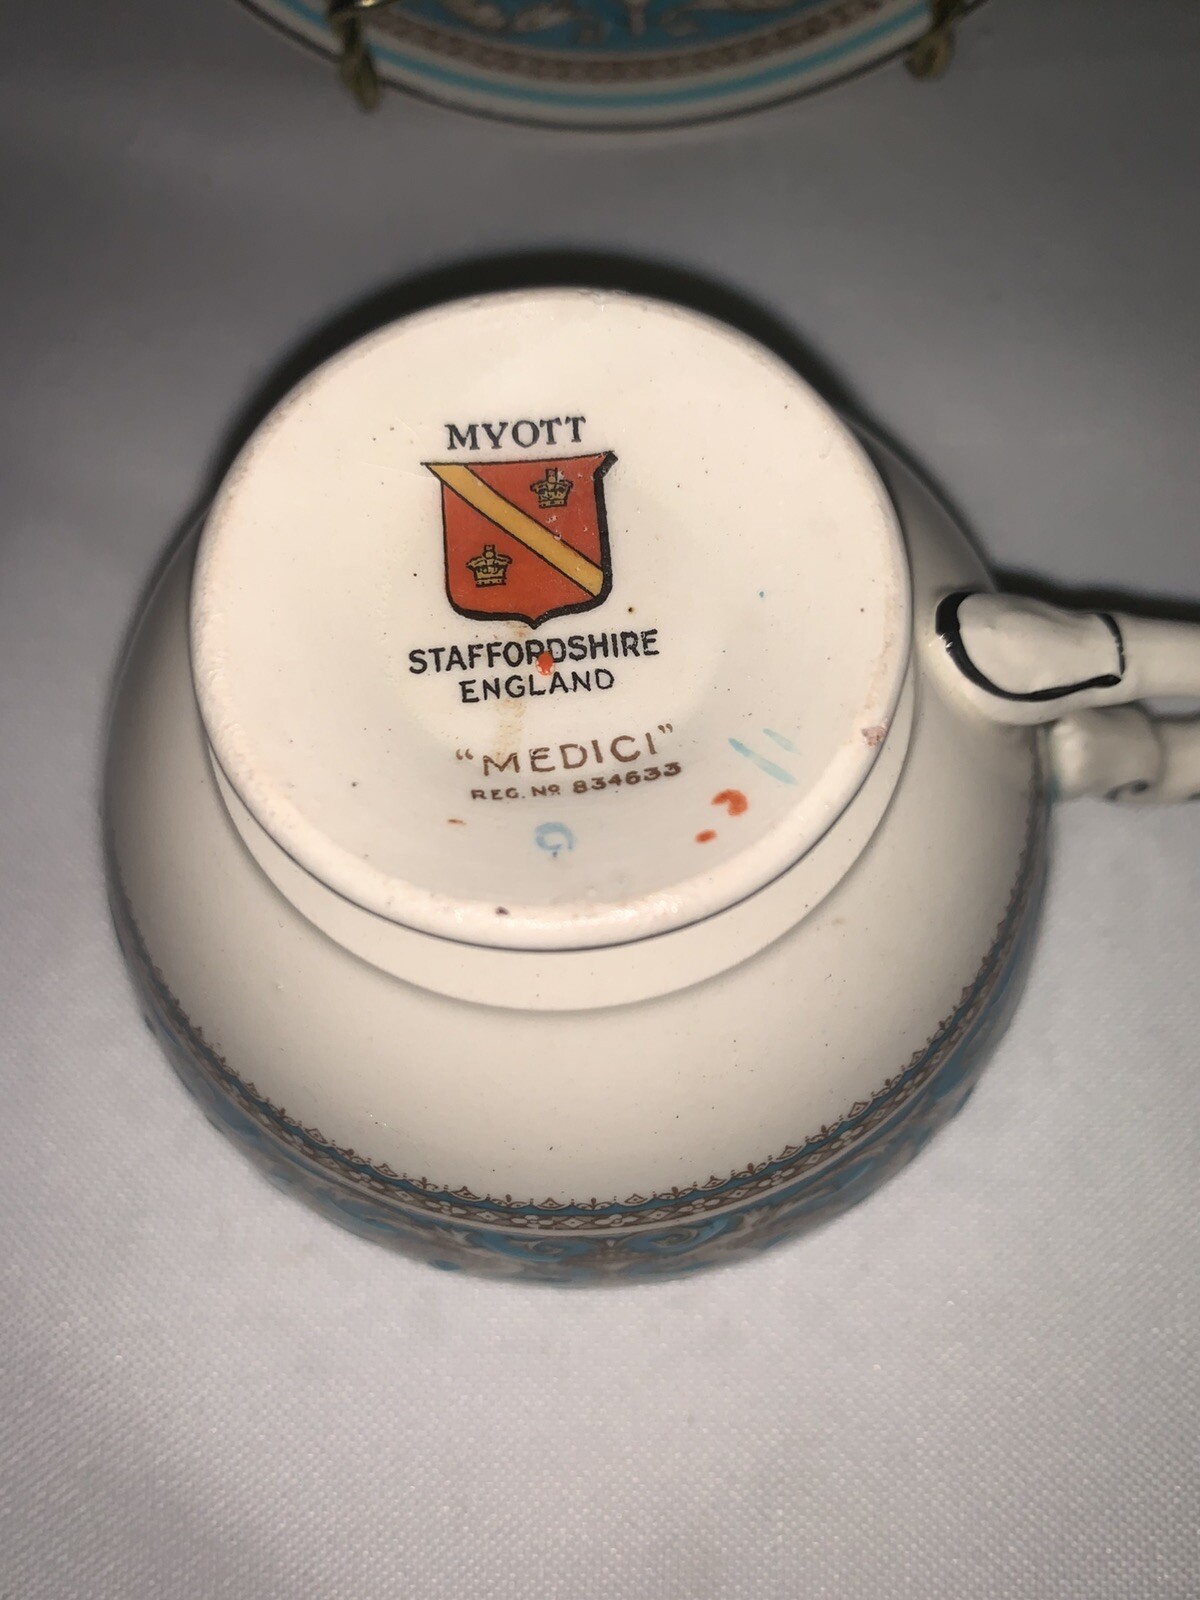 MYOTT
STAFFORDSHIRE
ENGLAND
"MEDICI"
REG. Nº 834633
G